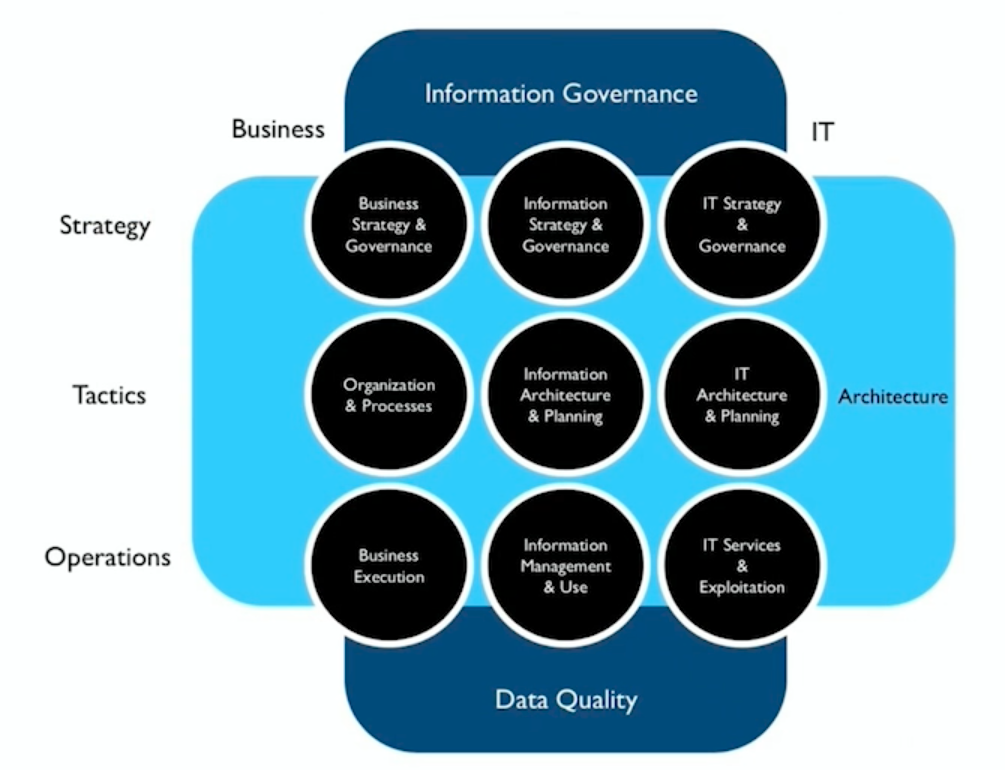 Information Governance
Business
IT
Strategy
Business
Strategy &
Governance
Information
Strategy &
Governance
IT Strategy
&
Governance
Tactics
Organization
& Processes
Information
Architecture
& Planning
IT
Architecture
& Planning
Architecture
Operations
Business
Execution
Information
Management
& Use
IT Services
&
Exploitation
Data Quality